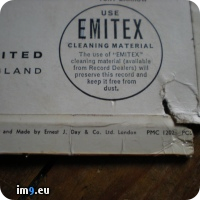 USE
EMITEX
CLEANING MATERIAL
The use of "EMITEX"
cleaning material (available
from Record Dealers) will
preserve this record and
keep it free from
dust.
ITED
LAND
and Made by Ernest J. Day & Co. Ltd. London
PMC
im9.eu